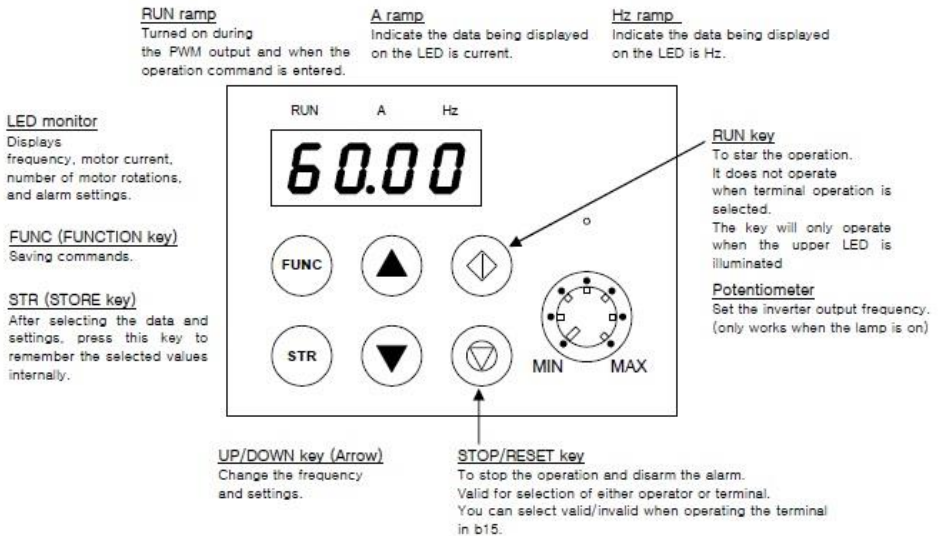 RUN ramp
Turned on during
the PWM output and when the
operation command is entered.
A ramp
Indicate the data being displayed
on the LED is current.
Hz ramp
Indicate the data being displayed
on the LED is Hz.
LED monitor
Displays
frequency, motor current,
number of motor rotations,
and alarm settings.
FUNC (FUNCTION key)
Saving commands.
STR (STORE key)
After selecting the data and
settings, press this key to
remember the selected values
internally.
RUN A Hz
60.00
FUNC
STR
MIN MAX
RUN key
To star the operation.
It does not operate
when terminal operation is
selected.
The key will only operate
when the upper LED is
illuminated
Potentiometer
Set the inverter output frequency.
(only works when the lamp is on)
UP/DOWN key (Arrow)
Change the frequency
and settings.
STOP/RESET key
To stop the operation and disarm the alarm.
Valid for selection of either operator or terminal.
You can select valid/invalid when operating the terminal
in b15.